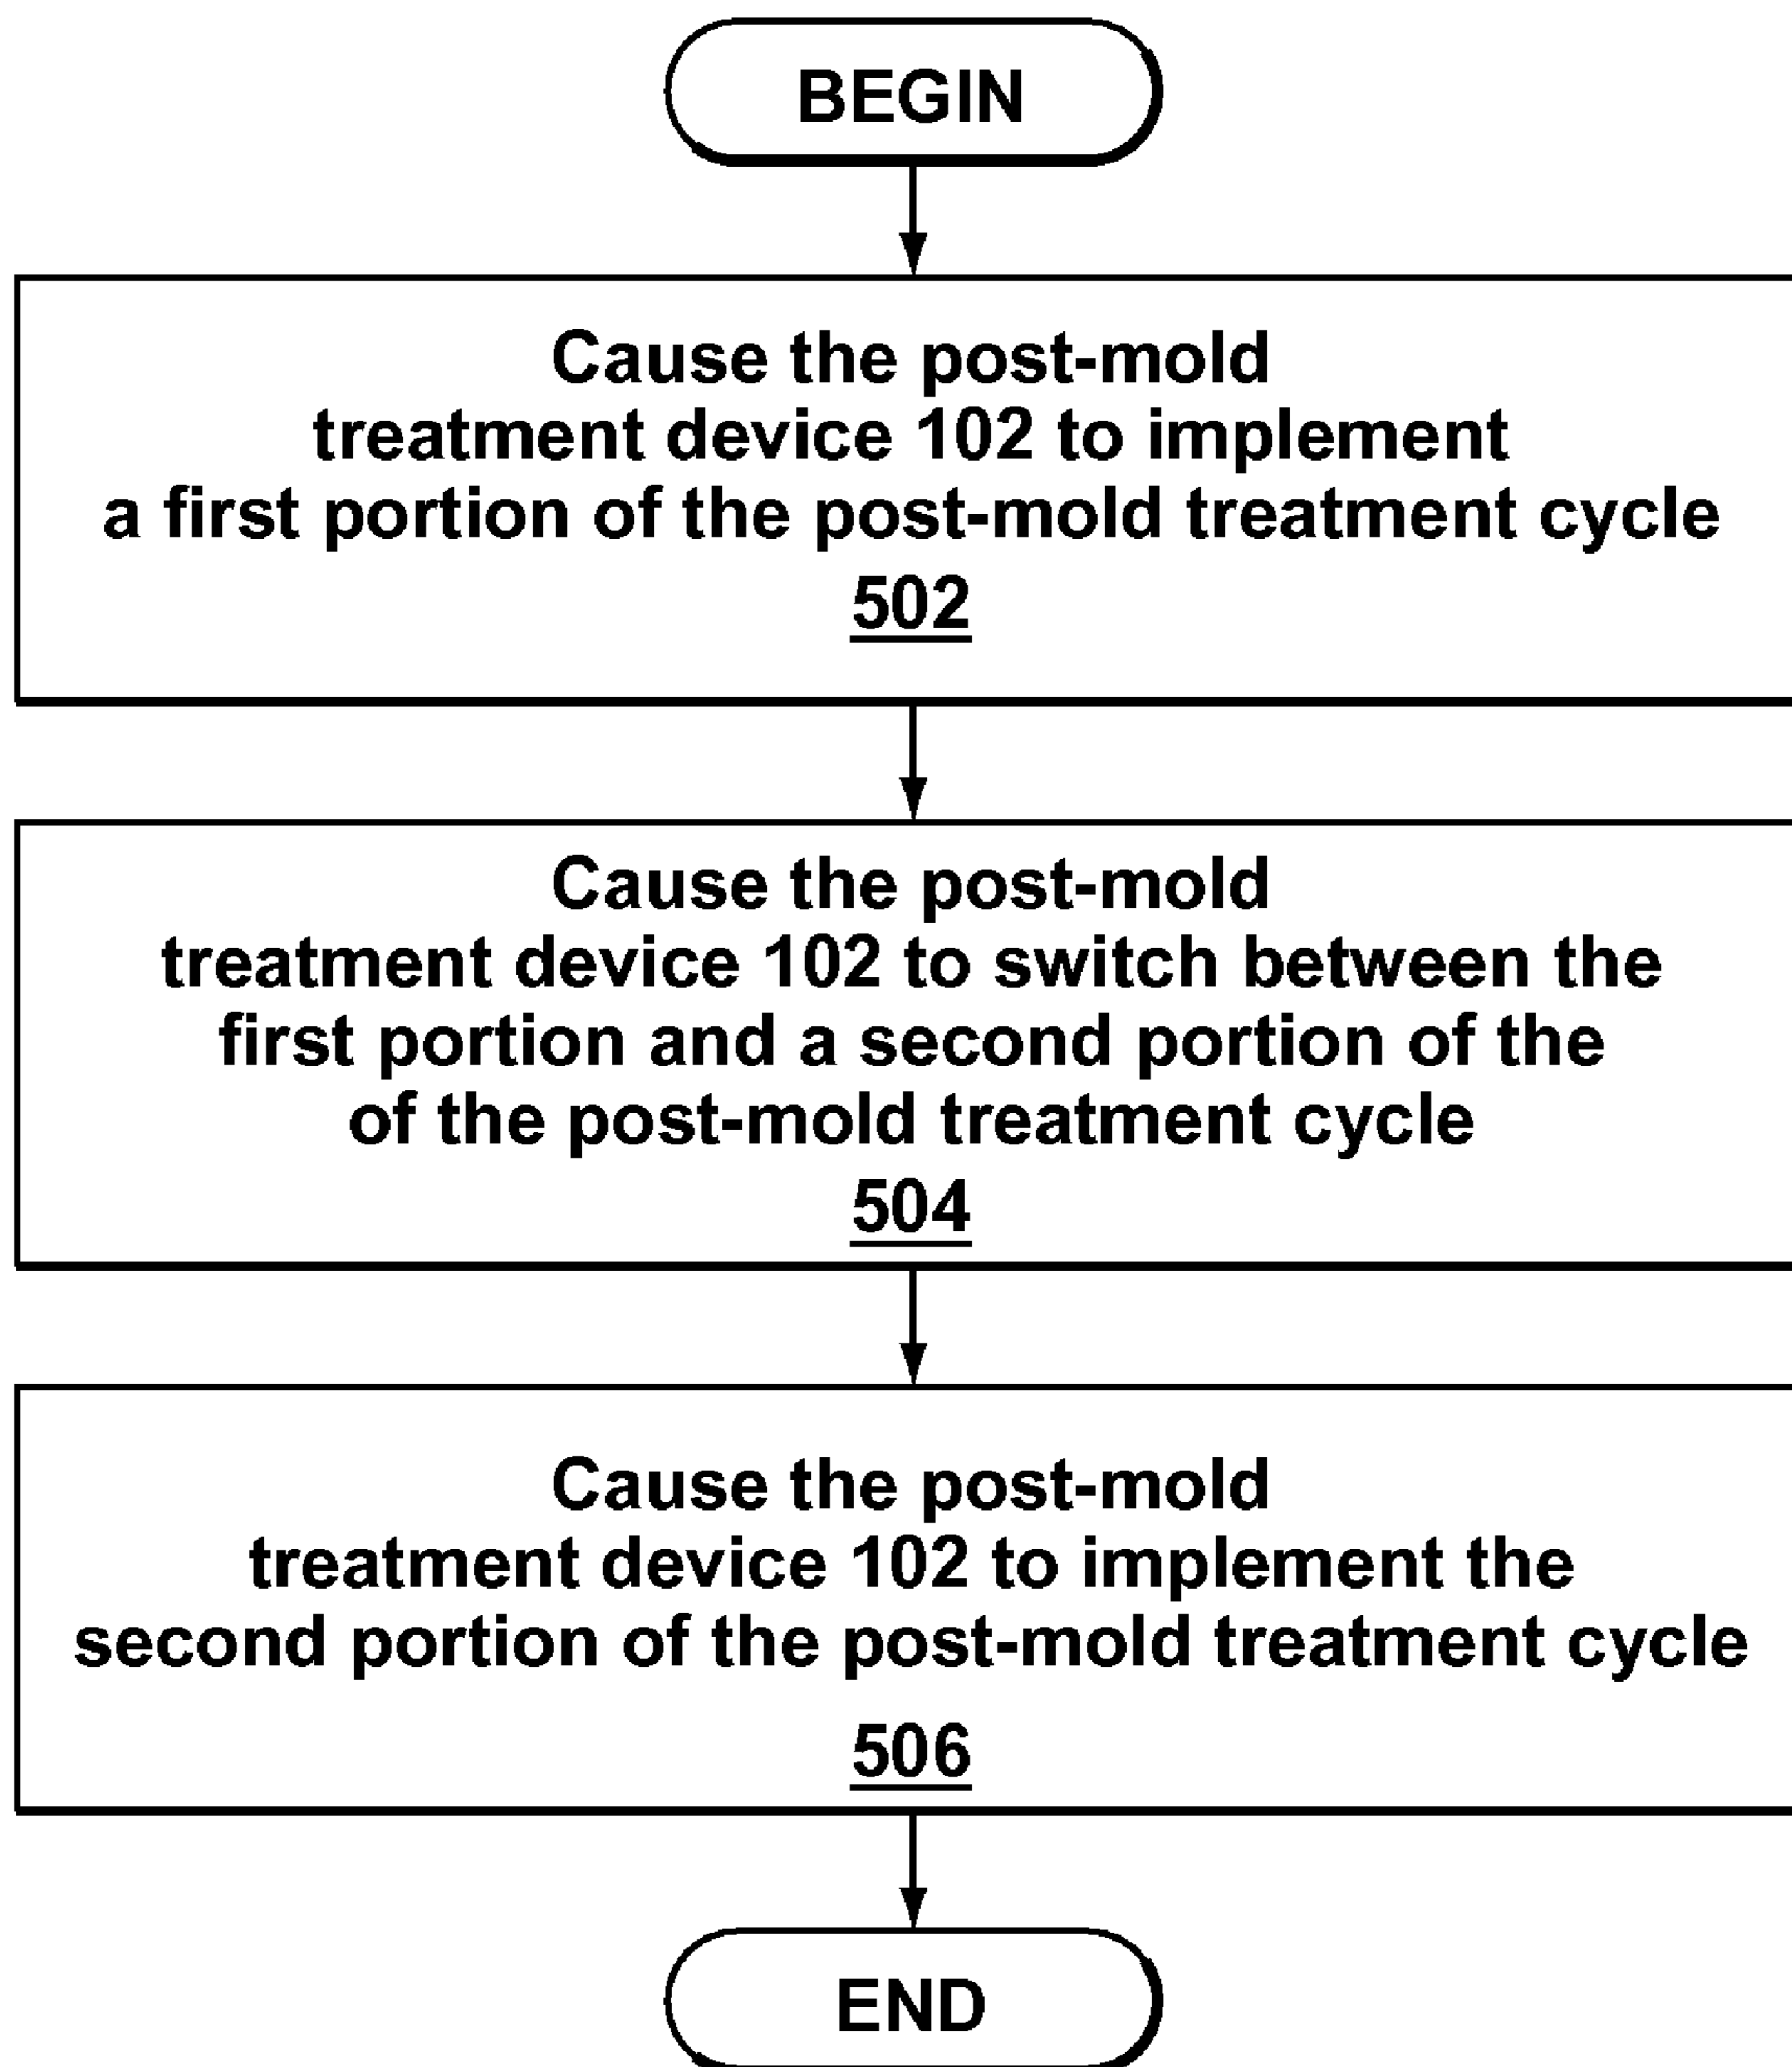 BEGIN
Cause the post-mold
treatment device 102 to implement
a first portion of the post-mold treatment cycle
502
Cause the post-mold
treatment device 102 to switch between the
first portion and a second portion of the
of the post-mold treatment cycle
504
Cause the post-mold
treatment device 102 to implement the
second portion of the post-mold treatment cycle
506
END